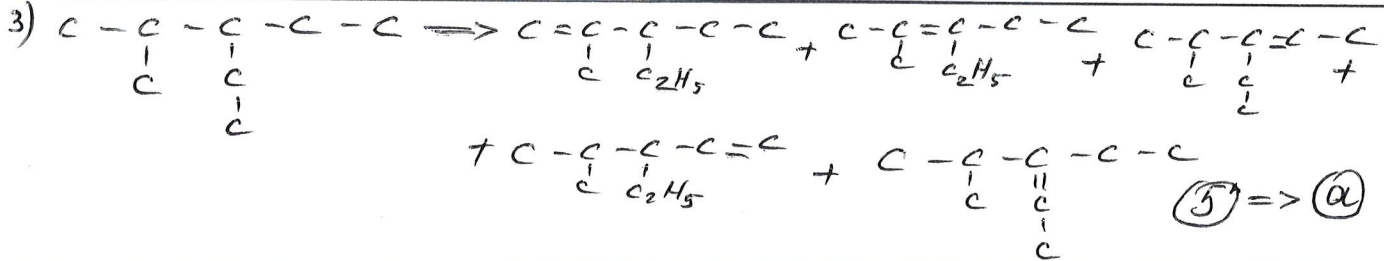 3) C - C - C - C - C => C = C - C - C - C + C - C = C - C - C + C - C - C = C - C +
C C C C2H5 C C2H5 C C
C C
+ C - C - C - C = C + C - C - C - C - C
C C2H5 C C (5) => (a)
C